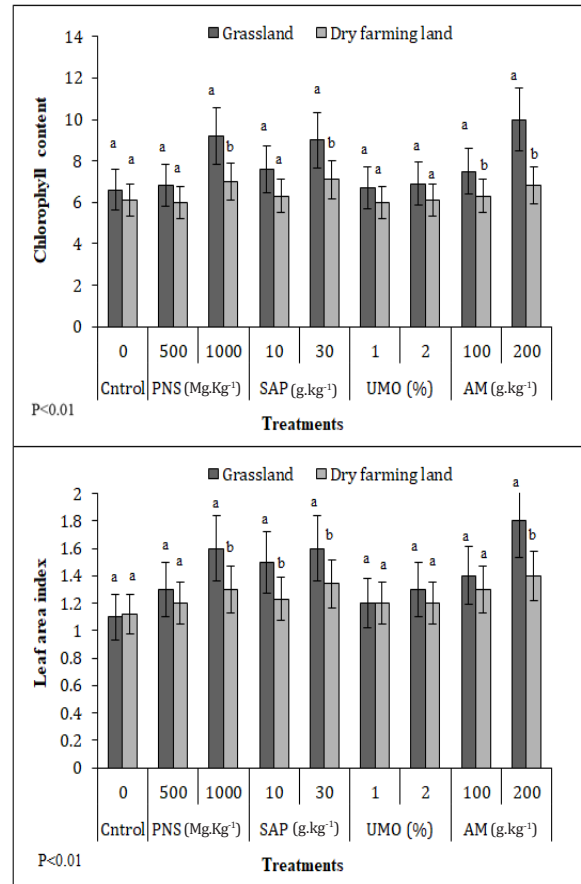 Grassland Dry farming land
14
12
10
8
6
4
2
0
Chlorophyll content
a a a a a b a a a b a a a a a b a b
0 500 1000 10 30 1 2 100 200
Cntrol PNS (Mg.Kg⁻¹) SAP (g.kg⁻¹) UMO (%) AM (g.kg⁻¹)
P<0.01
Treatments
Grassland Dry farming land
2
1.8
1.6
1.4
1.2
1
0.8
0.6
0.4
0.2
0
Leaf area index
a a a a a b a b a b a a a a a a a b
0 500 1000 10 30 1 2 100 200
Cntrol PNS (Mg.Kg⁻¹) SAP (g.kg⁻¹) UMO (%) AM (g.kg⁻¹)
P<0.01
Treatments